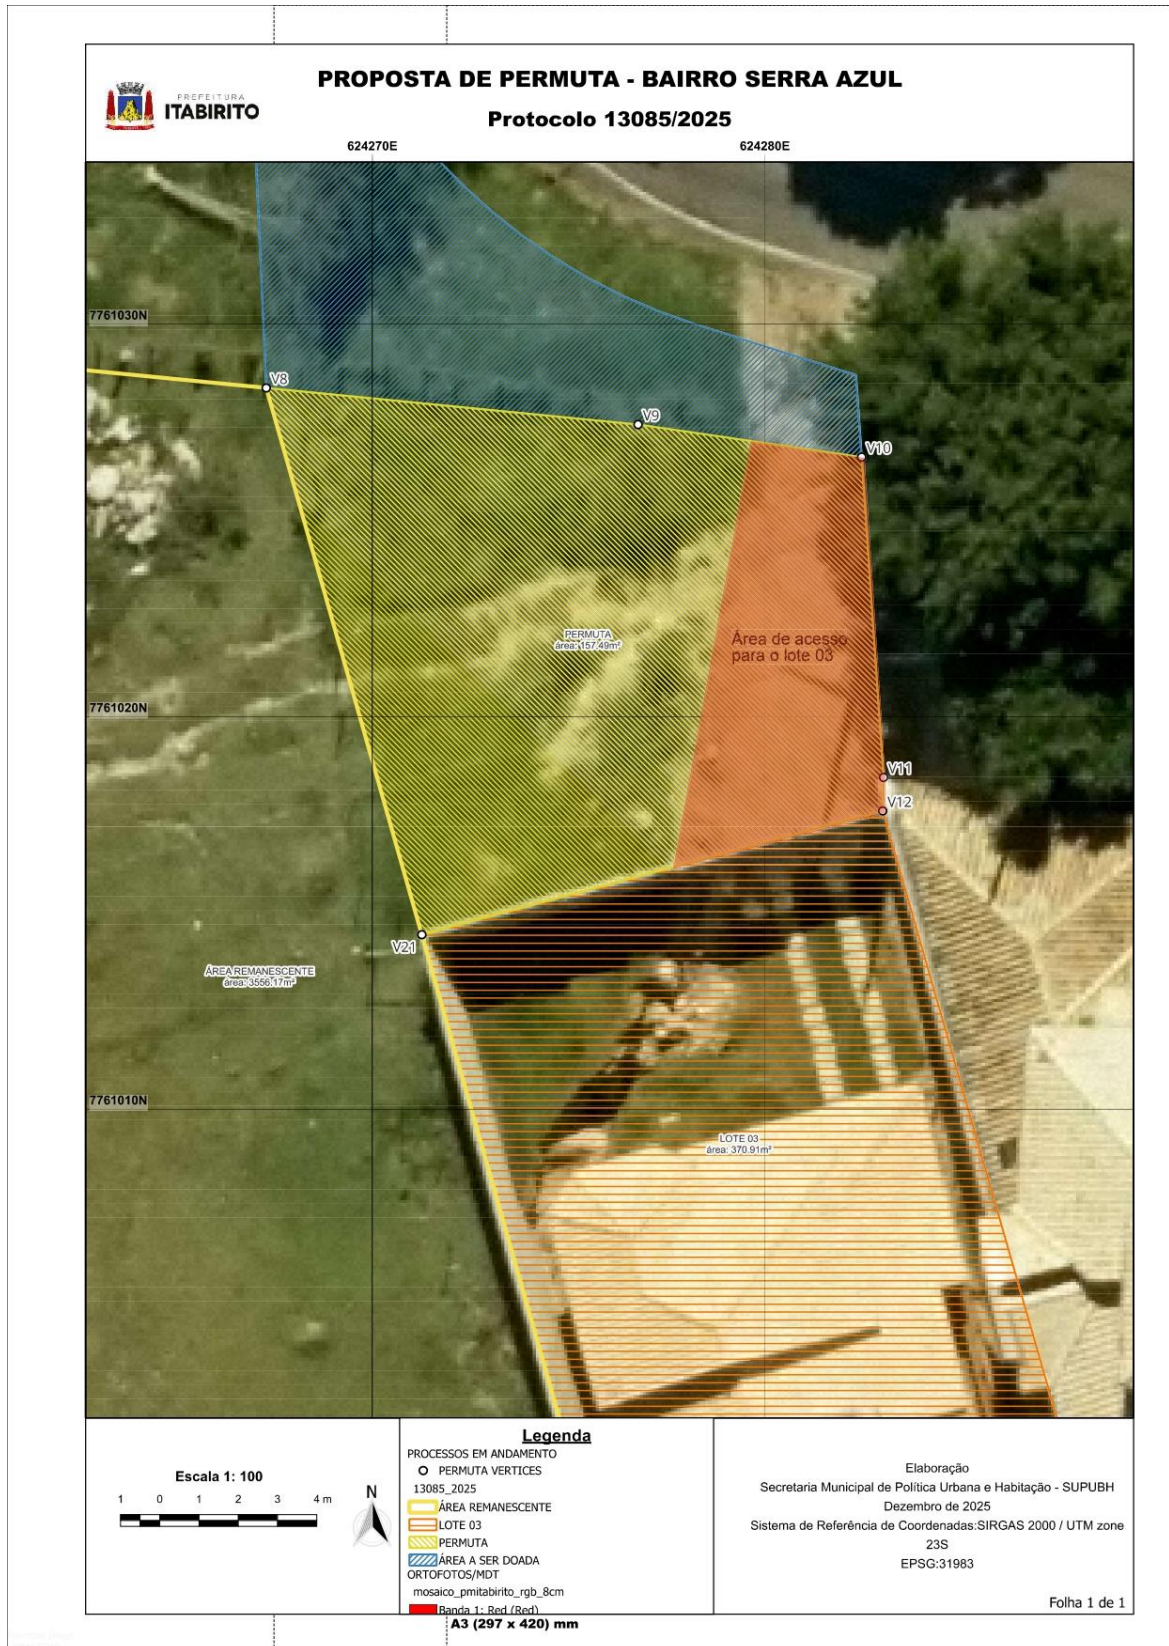 PROPOSTA DE PERMUTA - BAIRRO SERRA AZUL
PREFEITURA
ITABIRITO
Protocolo 13085/2025
624270E
624280E
7761030N
V8
V9
V10
PERMUTA
área: 157.49m²
Área de acesso
para o lote 03
7761020N
V11
V12
V21
ÁREA REMANESCENTE
área: 3556.17m²
7761010N
LOTE 03
área: 370.91m²
Escala 1: 100
1 0 1 2 3 4 m
N
Legenda
PROCESSOS EM ANDAMENTO
PERMUTA VERTICES
13085_2025
ÁREA REMANESCENTE
LOTE 03
PERMUTA
ÁREA A SER DOADA
ORTOFOTOS/MDT
mosaico_pmitabirito_rgb_8cm
Banda 1: Red (Red)
Elaboração
Secretaria Municipal de Política Urbana e Habitação - SUPUBH
Dezembro de 2025
Sistema de Referência de Coordenadas:SIRGAS 2000 / UTM zone
23S
EPSG:31983
Folha 1 de 1
A3 (297 x 420) mm